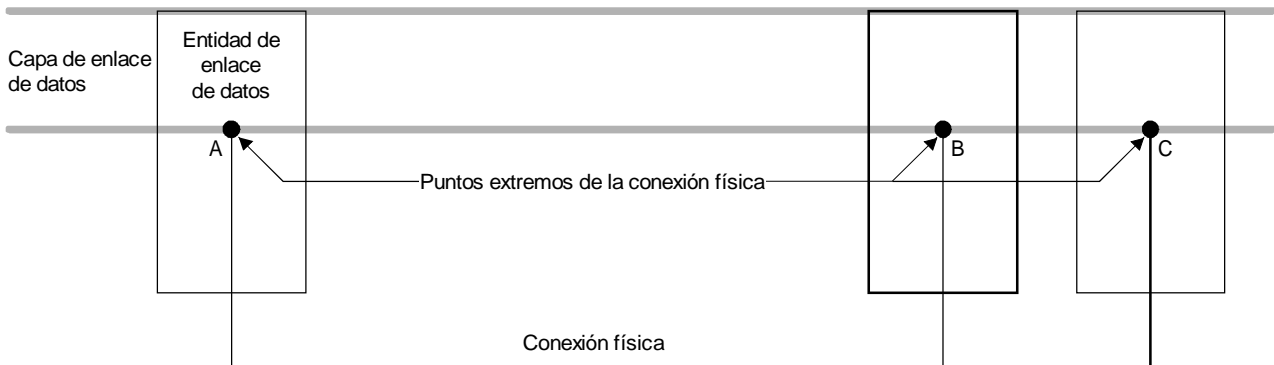 Capa de enlace
de datos
Entidad de
enlace
de datos
A
B
C
Puntos extremos de la conexión física
Conexión física